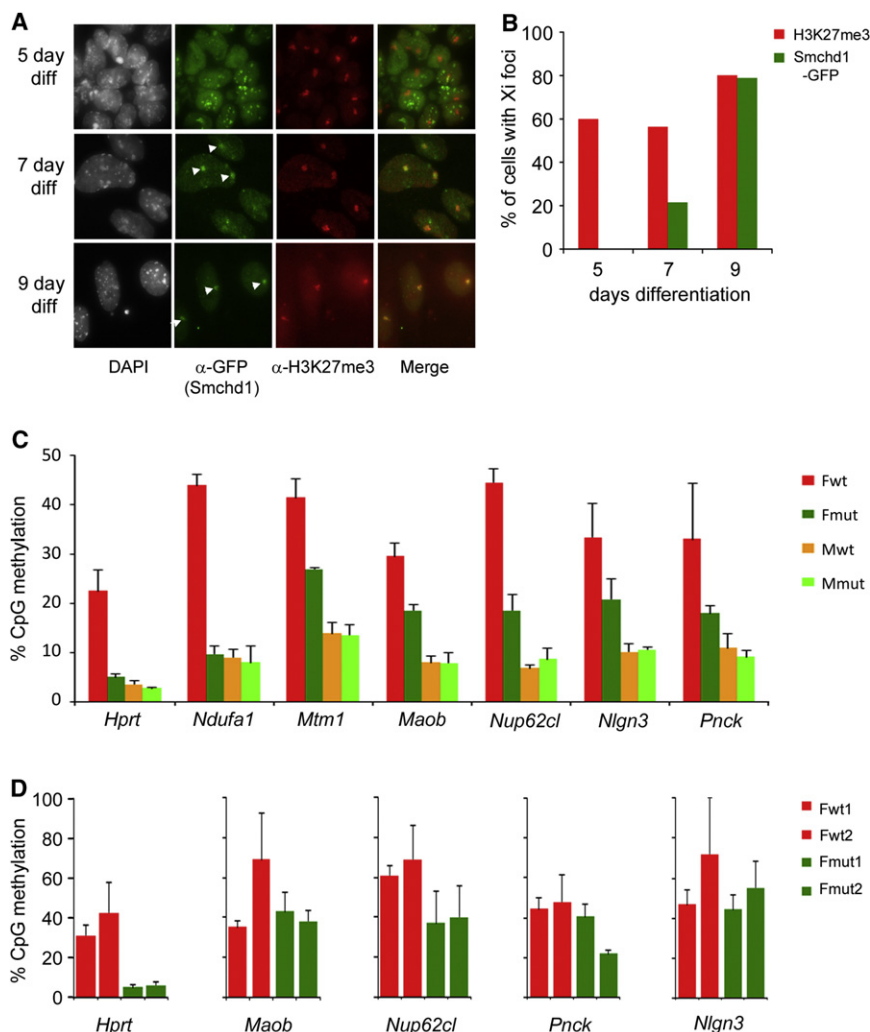 A
5 day
diff
7 day
diff
9 day
diff
DAPI
α-GFP
(Smchd1)
α-H3K27me3
Merge
B
% of cells with Xi foci
100
80
60
40
20
0
5
7
9
days differentiation
H3K27me3
Smchd1
-GFP
C
% CpG methylation
50
40
30
20
10
0
Hprt
Ndufa1
Mtm1
Maob
Nup62cl
Nlgn3
Pnck
Fwt
Fmut
Mwt
Mmut
D
% CpG methylation
100
80
60
40
20
0
Hprt
Maob
Nup62cl
Pnck
Nlgn3
Fwt1
Fwt2
Fmut1
Fmut2